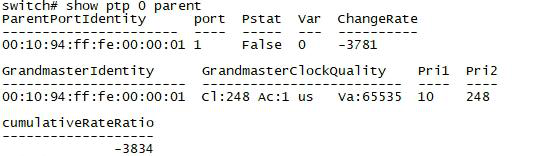 switch# show ptp 0 parent
ParentPortIdentity port Pstat Var ChangeRate
----------------------- ---- ----- --- ----------
00:10:94:ff:fe:00:00:01 1 False 0 -3781
GrandmasterIdentity GrandmasterClockQuality Pri1 Pri2
----------------------- ------------------------- ---- ----
00:10:94:ff:fe:00:00:01 Cl:248 Ac:1 us Va:65535 10 248
cumulativeRateRatio
-------------------
-3834